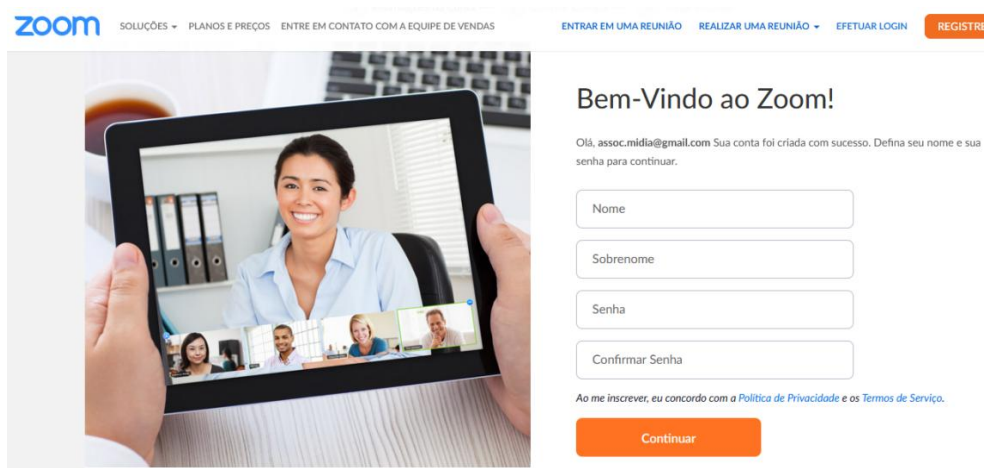 zoom
SOLUÇÕES PLANOS E PREÇOS ENTRE EM CONTATO COM A EQUIPE DE VENDAS ENTRAR EM UMA REUNIÃO REALIZAR UMA REUNIÃO EFETUAR LOGIN REGISTRE
Bem-Vindo ao Zoom!
Olá, assoc.midia@gmail.com Sua conta foi criada com sucesso. Defina seu nome e sua
senha para continuar.
Nome
Sobrenome
Senha
Confirmar Senha
Ao me inscrever, eu concordo com a Política de Privacidade e os Termos de Serviço.
Continuar